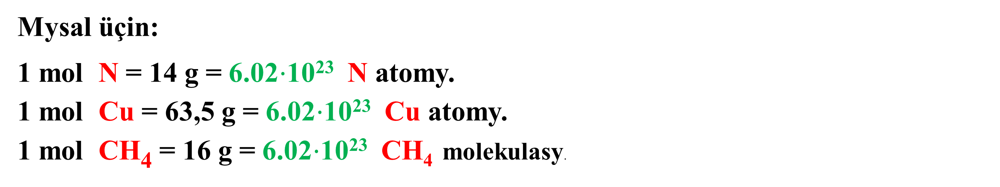 Mysal üçin:
1 mol N = 14 g = 6.02·10²³ N atomy.
1 mol Cu = 63,5 g = 6.02·10²³ Cu atomy.
1 mol CH₄ = 16 g = 6.02·10²³ CH₄ molekulasy.